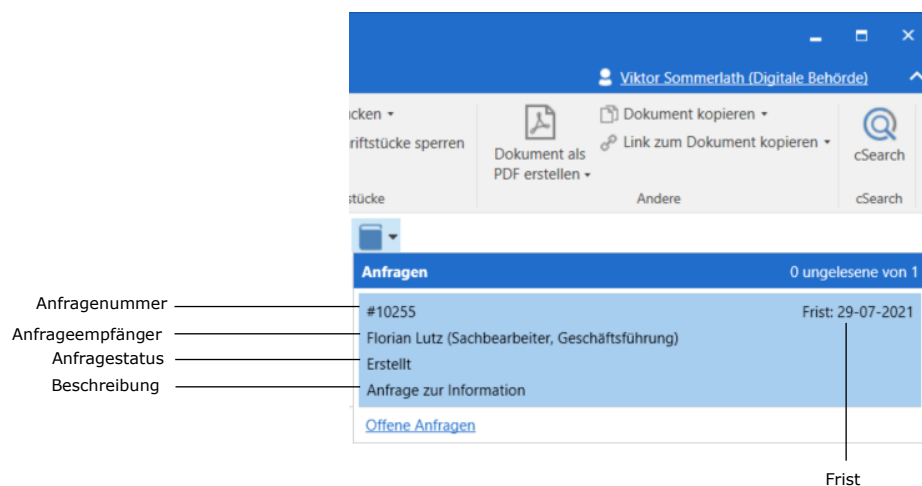 Viktor Sommerlath (Digitale Behörde)
cken
Dokument kopieren
riftstücke sperren
Link zum Dokument kopieren
Dokument als
PDF erstellen
cSearch
stücke
Andere
cSearch
Anfragen
0 ungelesene von 1
Anfragenummer
#10255
Frist: 29-07-2021
Anfrageempfänger
Florian Lutz (Sachbearbeiter, Geschäftsführung)
Anfragestatus
Erstellt
Beschreibung
Anfrage zur Information
Offene Anfragen
Frist